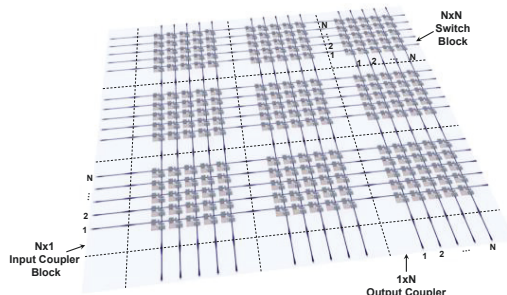 NxN
Switch
Block
N
⋮
2
1
1 2 ... N
N
⋮
2
1
Nx1
Input Coupler
Block
1 2 ... N
1xN
Output Coupler